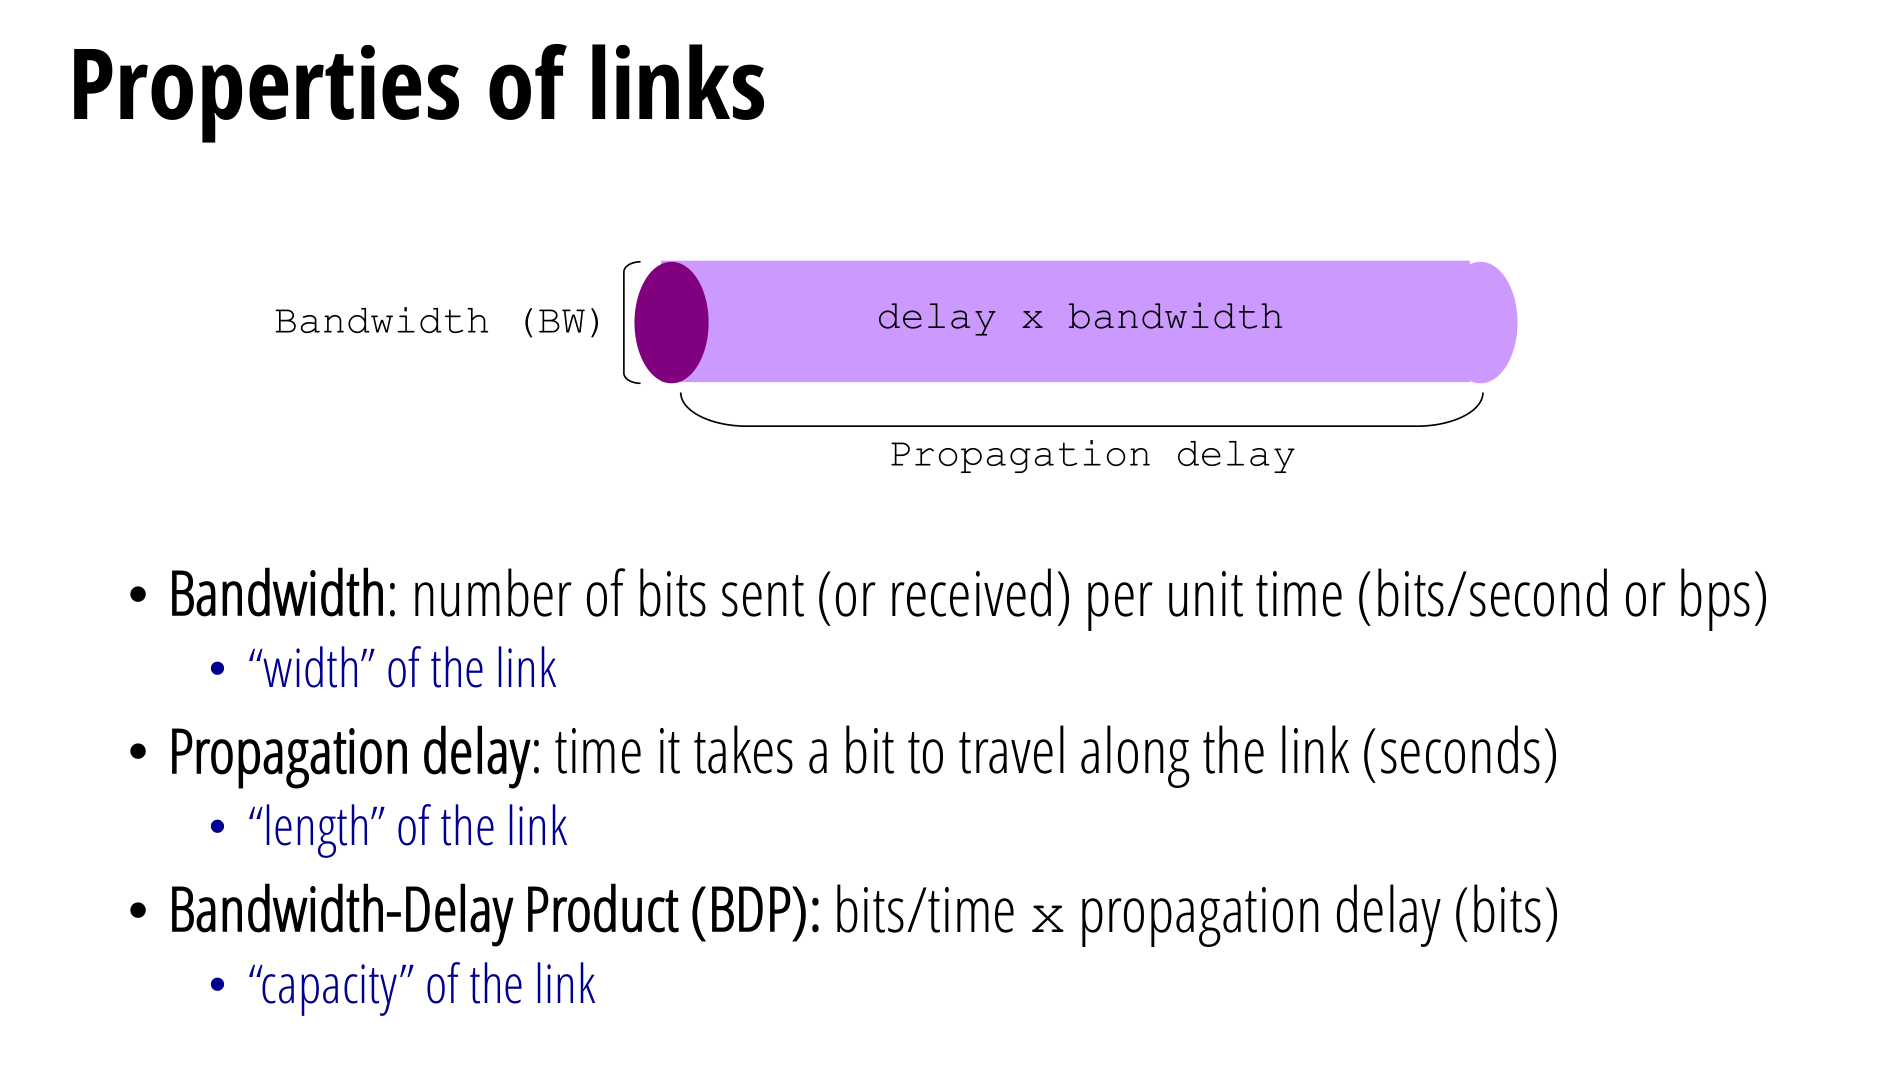 Properties of links
Bandwidth (BW)
delay x bandwidth
Propagation delay
• Bandwidth: number of bits sent (or received) per unit time (bits/second or bps)
• “width” of the link
• Propagation delay: time it takes a bit to travel along the link (seconds)
• “length” of the link
• Bandwidth-Delay Product (BDP): bits/time x propagation delay (bits)
• “capacity” of the link